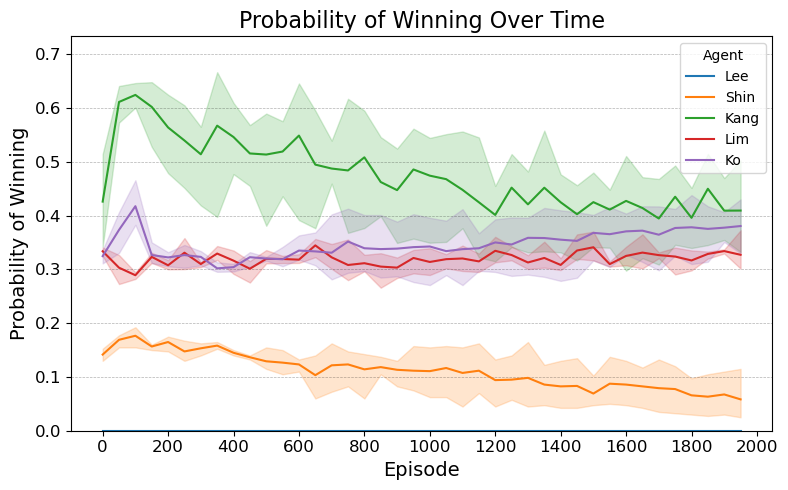 Probability of Winning Over Time
Probability of Winning
0.7
0.6
0.5
0.4
0.3
0.2
0.1
0.0
Agent
Lee
Shin
Kang
Lim
Ko
0 200 400 600 800 1000 1200 1400 1600 1800 2000
Episode